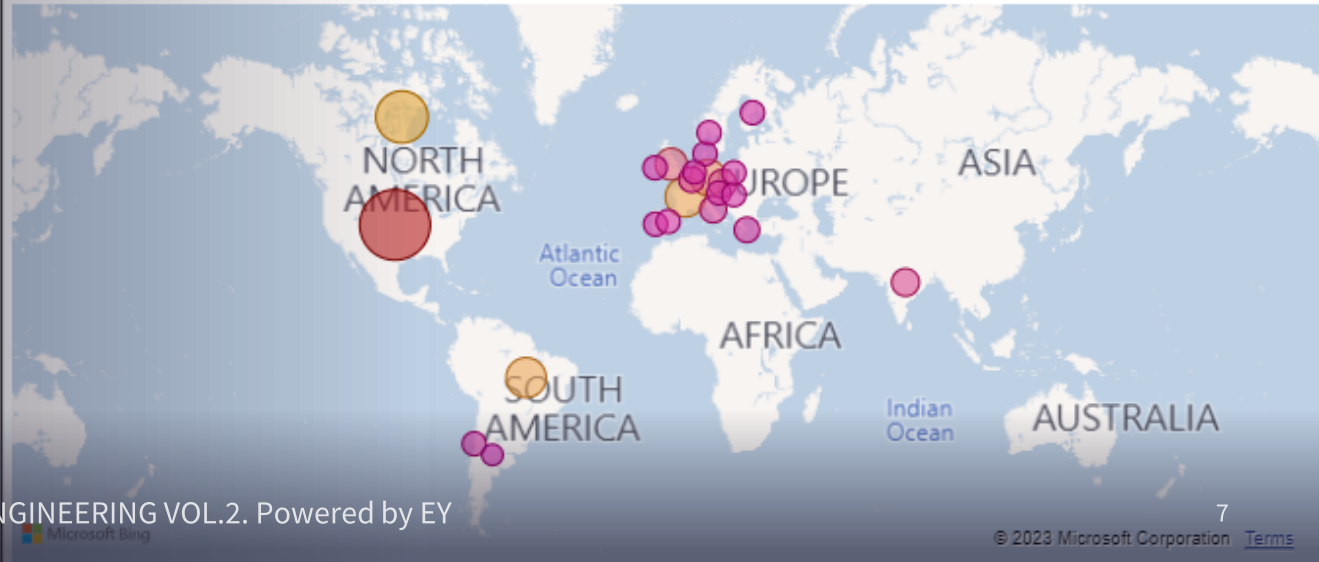 NORTH
AMERICA
EUROPE
ASIA
Atlantic
Ocean
AFRICA
SOUTH
AMERICA
Indian
Ocean
AUSTRALIA
NGINEERING VOL.2. Powered by EY
7
Microsoft Bing
© 2023 Microsoft Corporation Terms